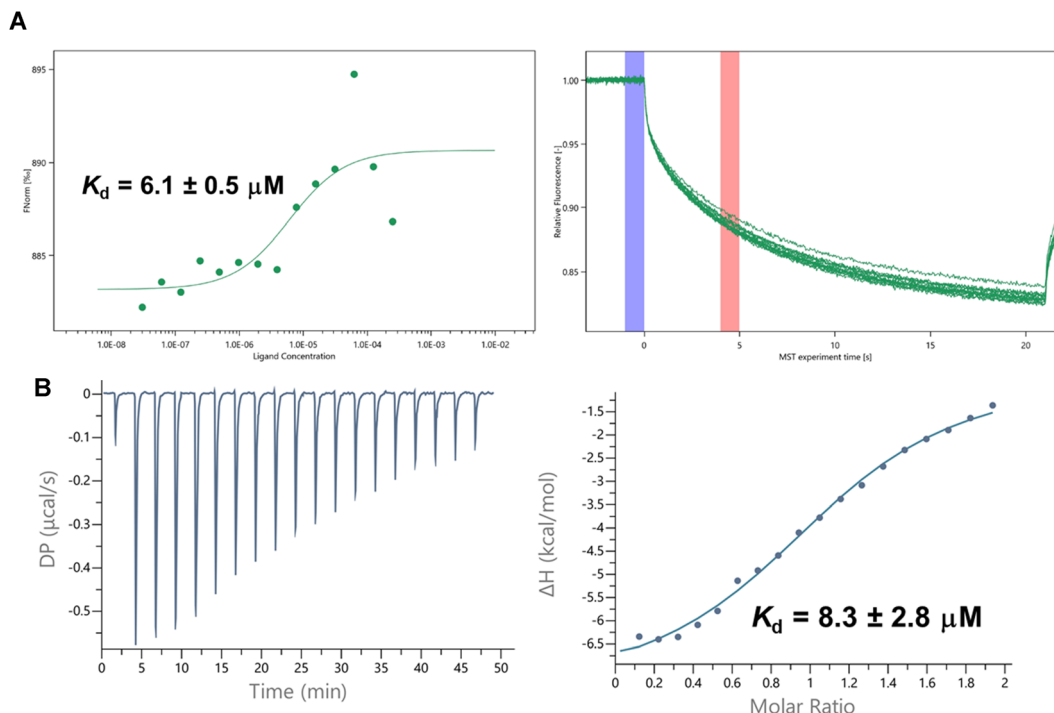 A
895
890
885
FNorm [‰]
Kd = 6.1 ± 0.5 μM
1.0E-08 1.0E-07 1.0E-06 1.0E-05 1.0E-04 1.0E-03 1.0E-02
Ligand Concentration
1.00
0.95
0.90
0.85
Relative Fluorescence [-]
0 5 10 15 20
MST experiment time [s]
B
0
-0.1
-0.2
-0.3
-0.4
-0.5
DP (µcal/s)
0 5 10 15 20 25 30 35 40 45 50
Time (min)
-1.5
-2
-2.5
-3
-3.5
-4
-4.5
-5
-5.5
-6
-6.5
ΔH (kcal/mol)
Kd = 8.3 ± 2.8 μM
0 0.2 0.4 0.6 0.8 1 1.2 1.4 1.6 1.8 2
Molar Ratio